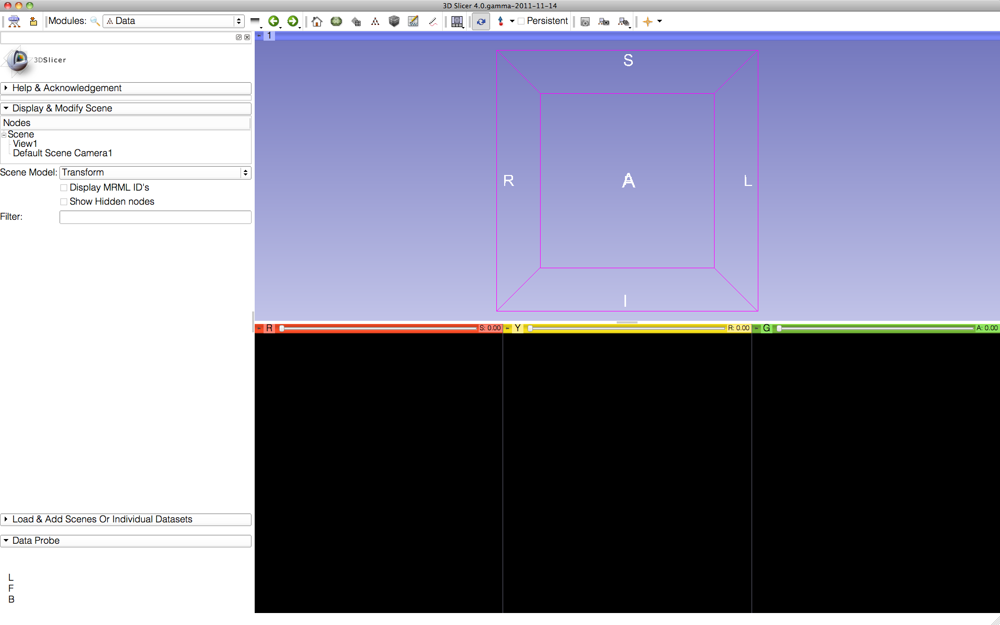 3D Slicer 4.0.gamma-2011-11-14
Modules: Data Persistent
1
3DSlicer
Help & Acknowledgement
Display & Modify Scene
Nodes
Scene
View1
Default Scene Camera1
Scene Model: Transform
Display MRML ID's
Show Hidden nodes
Filter:
S
R A L
I
R S: 0.00 Y R: 0.00 G A: 0.00
Load & Add Scenes Or Individual Datasets
Data Probe
L
F
B